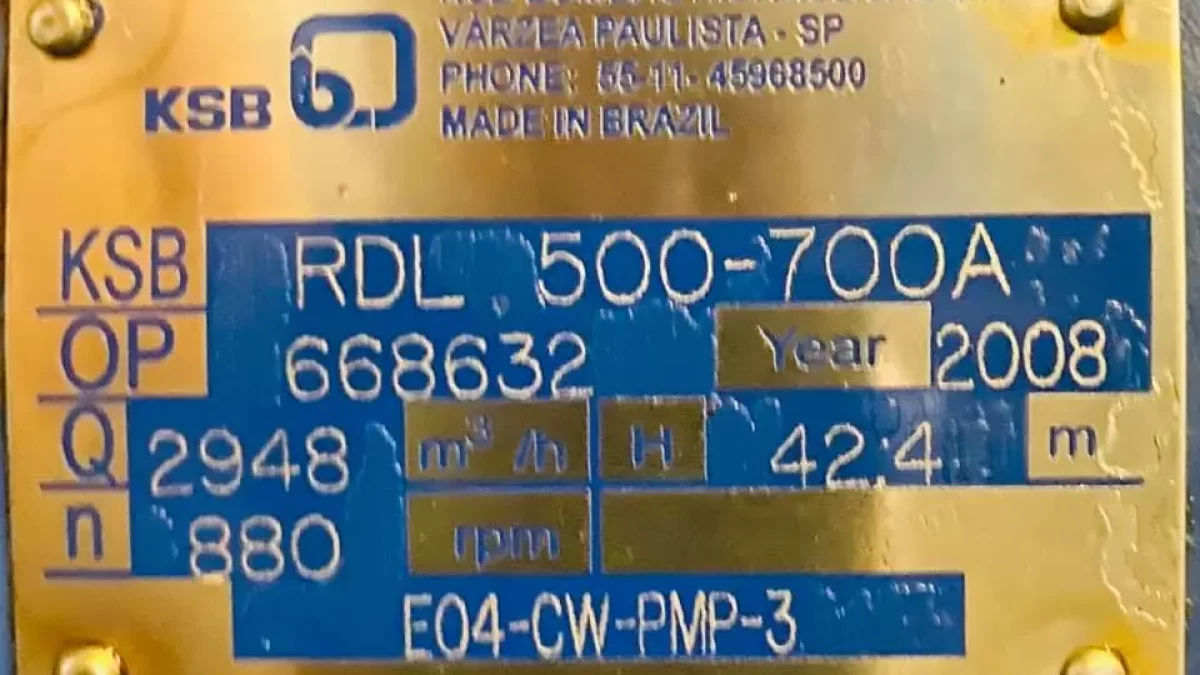 VÁRZEA PAULISTA - SP
KSB
PHONE: 55-11- 45968500
MADE IN BRAZIL
KSB RDL 500-700A
OP 668632 Year 2008
Q 2948 m³ /h H 42.4 m
n 880 rpm
E04-CW-PMP-3